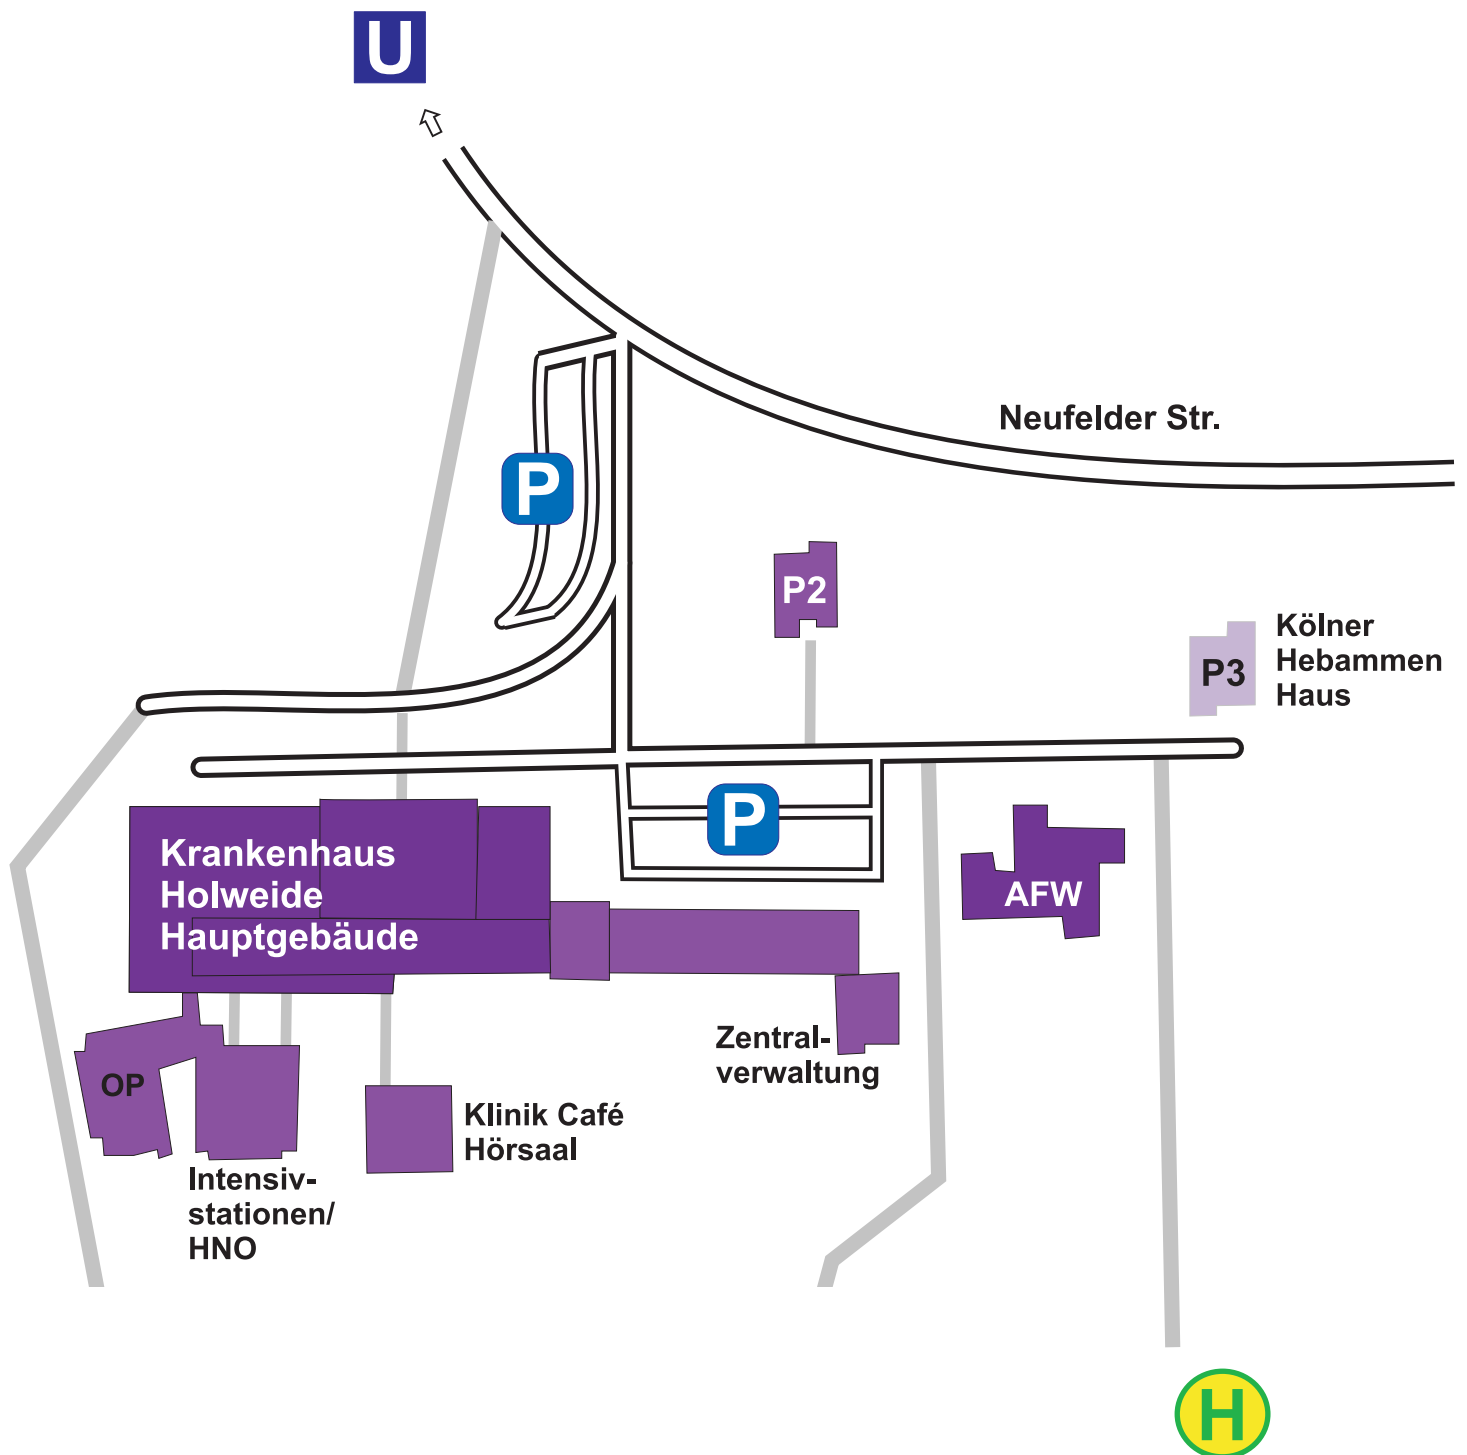 U
Neufelder Str.
P
P2
Kölner
Hebammen
Haus
P3
P
Krankenhaus
Holweide
Hauptgebäude
AFW
Zentral-
verwaltung
OP
Klinik Café
Hörsaal
Intensiv-
stationen/
HNO
H